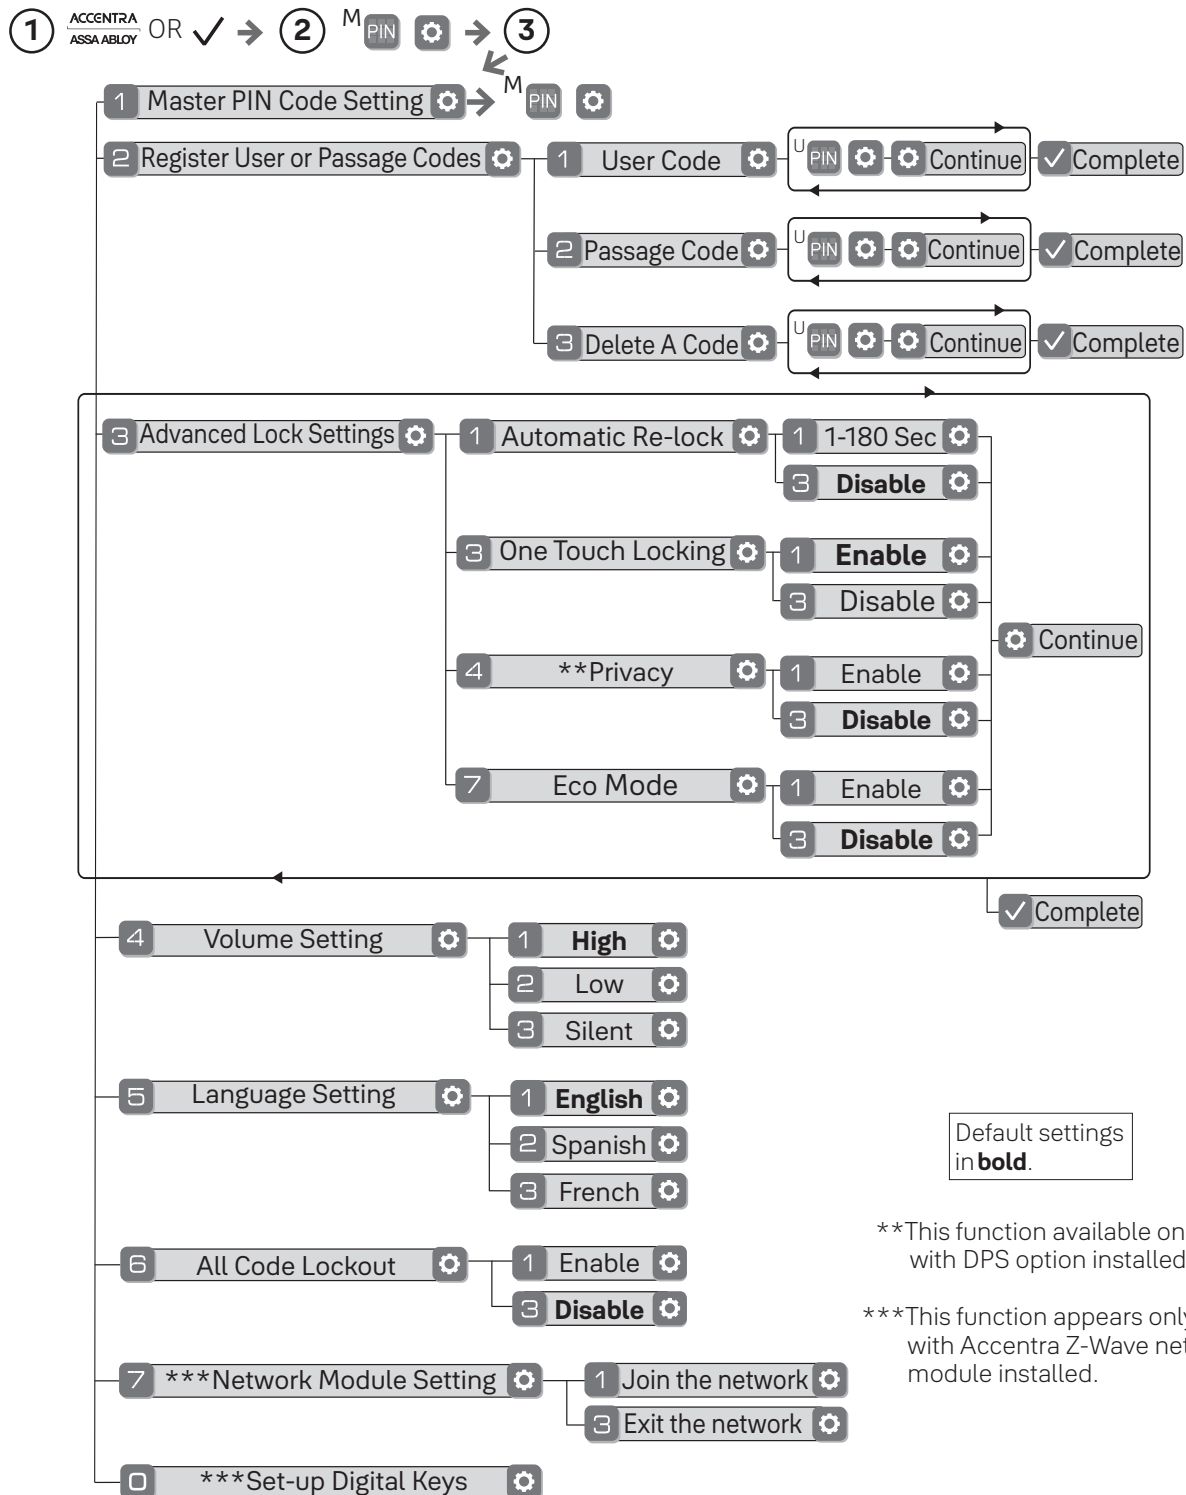 1 ACCENTRA ASSA ABLOY OR 2 M PIN 3
1 Master PIN Code Setting M PIN
2 Register User or Passage Codes
1 User Code U PIN Continue Complete
2 Passage Code U PIN Continue Complete
3 Delete A Code U PIN Continue Complete
3 Advanced Lock Settings
1 Automatic Re-lock
1 1-180 Sec
3 Disable
3 One Touch Locking
1 Enable
3 Disable
4 **Privacy
1 Enable
3 Disable
7 Eco Mode
1 Enable
3 Disable
Continue
Complete
4 Volume Setting
1 High
2 Low
3 Silent
5 Language Setting
1 English
2 Spanish
3 French
6 All Code Lockout
1 Enable
3 Disable
7 ***Network Module Setting
1 Join the network
3 Exit the network
0 ***Set-up Digital Keys
Default settings
in bold.
**This function available on
with DPS option installed
***This function appears only
with Accentra Z-Wave net
module installed.